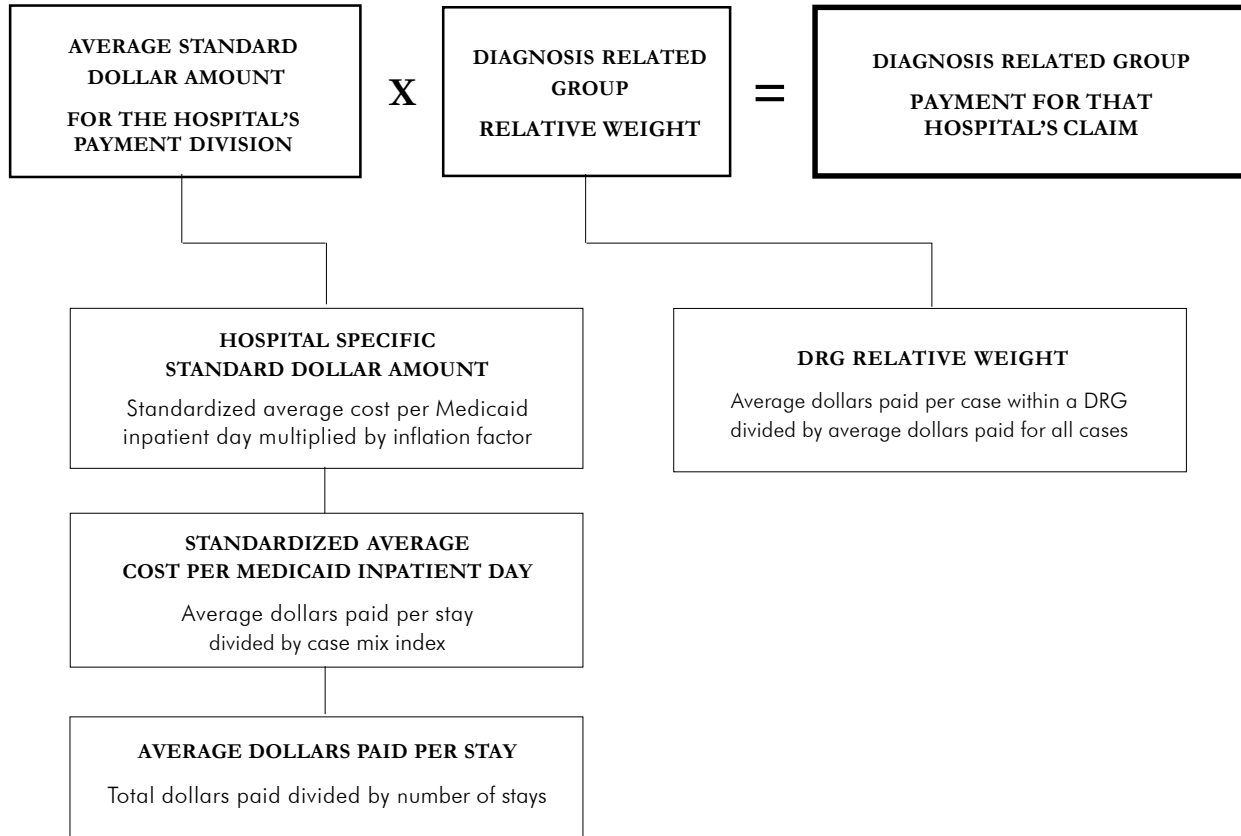 AVERAGE STANDARD
DOLLAR AMOUNT
FOR THE HOSPITAL'S
PAYMENT DIVISION
X
DIAGNOSIS RELATED
GROUP
RELATIVE WEIGHT
=
DIAGNOSIS RELATED GROUP
PAYMENT FOR THAT
HOSPITAL'S CLAIM
HOSPITAL SPECIFIC
STANDARD DOLLAR AMOUNT
Standardized average cost per Medicaid
inpatient day multiplied by inflation factor
DRG RELATIVE WEIGHT
Average dollars paid per case within a DRG
divided by average dollars paid for all cases
STANDARDIZED AVERAGE
COST PER MEDICAID INPATIENT DAY
Average dollars paid per stay
divided by case mix index
AVERAGE DOLLARS PAID PER STAY
Total dollars paid divided by number of stays